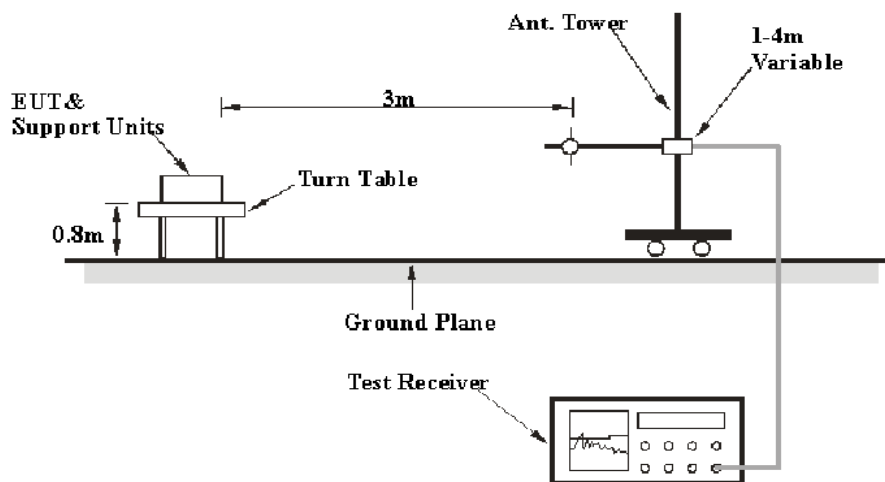 Ant. Tower
1-4m
Variable
3m
EUT &
Support Units
Turn Table
0.8m
Ground Plane
Test Receiver